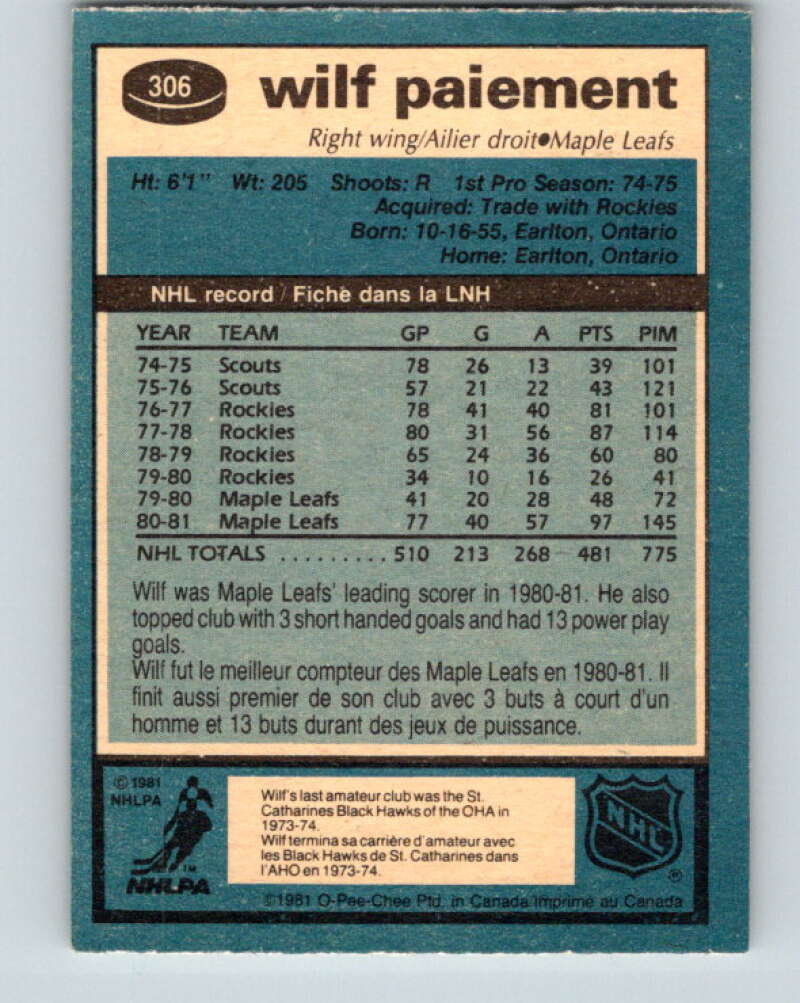 306
wilf paiement
Right wing/Ailier droit●Maple Leafs
Ht: 6'1" Wt: 205 Shoots: R 1st Pro Season: 74-75
Acquired: Trade with Rockies
Born: 10-16-55, Earlton, Ontario
Home: Earlton, Ontario
NHL record / Fiche dans la LNH
YEAR TEAM GP G A PTS PIM
74-75 Scouts 78 26 13 39 101
75-76 Scouts 57 21 22 43 121
76-77 Rockies 78 41 40 81 101
77-78 Rockies 80 31 56 87 114
78-79 Rockies 65 24 36 60 80
79-80 Rockies 34 10 16 26 41
79-80 Maple Leafs 41 20 28 48 72
80-81 Maple Leafs 77 40 57 97 145
NHL TOTALS ......... 510 213 268 481 775
Wilf was Maple Leafs' leading scorer in 1980-81. He also
topped club with 3 short handed goals and had 13 power play
goals.
Wilf fut le meilleur compteur des Maple Leafs en 1980-81. Il
finit aussi premier de son club avec 3 buts à court d'un
homme et 13 buts durant des jeux de puissance.
© 1981
NHLPA
TM
NHLPA
Wilf's last amateur club was the St.
Catharines Black Hawks of the OHA in
1973-74.
Wilf termina sa carrière d'amateur avec
les Black Hawks de St. Catharines dans
l'AHO en 1973-74.
NHL
®
©1981 O-Pee-Chee Ptd. in Canada Imprimé au Canada